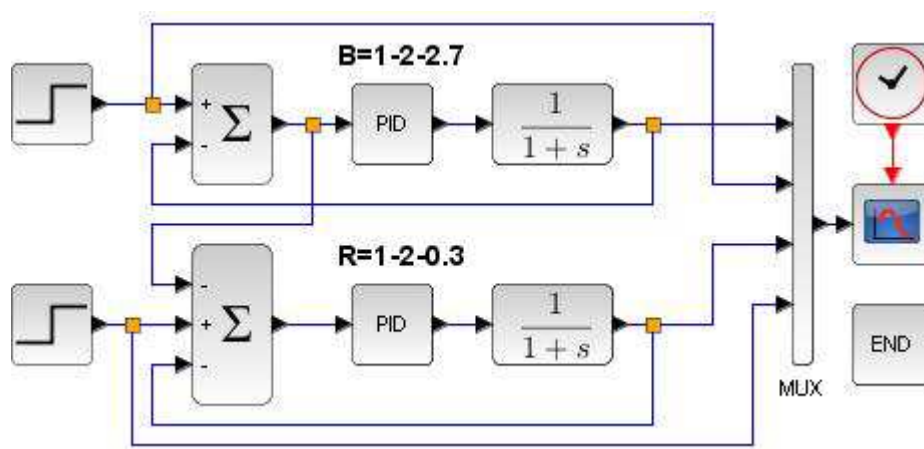 B=1-2-2.7
+
-
Σ
PID
1
1 + s
R=1-2-0.3
-
+
-
Σ
PID
1
1 + s
MUX
END